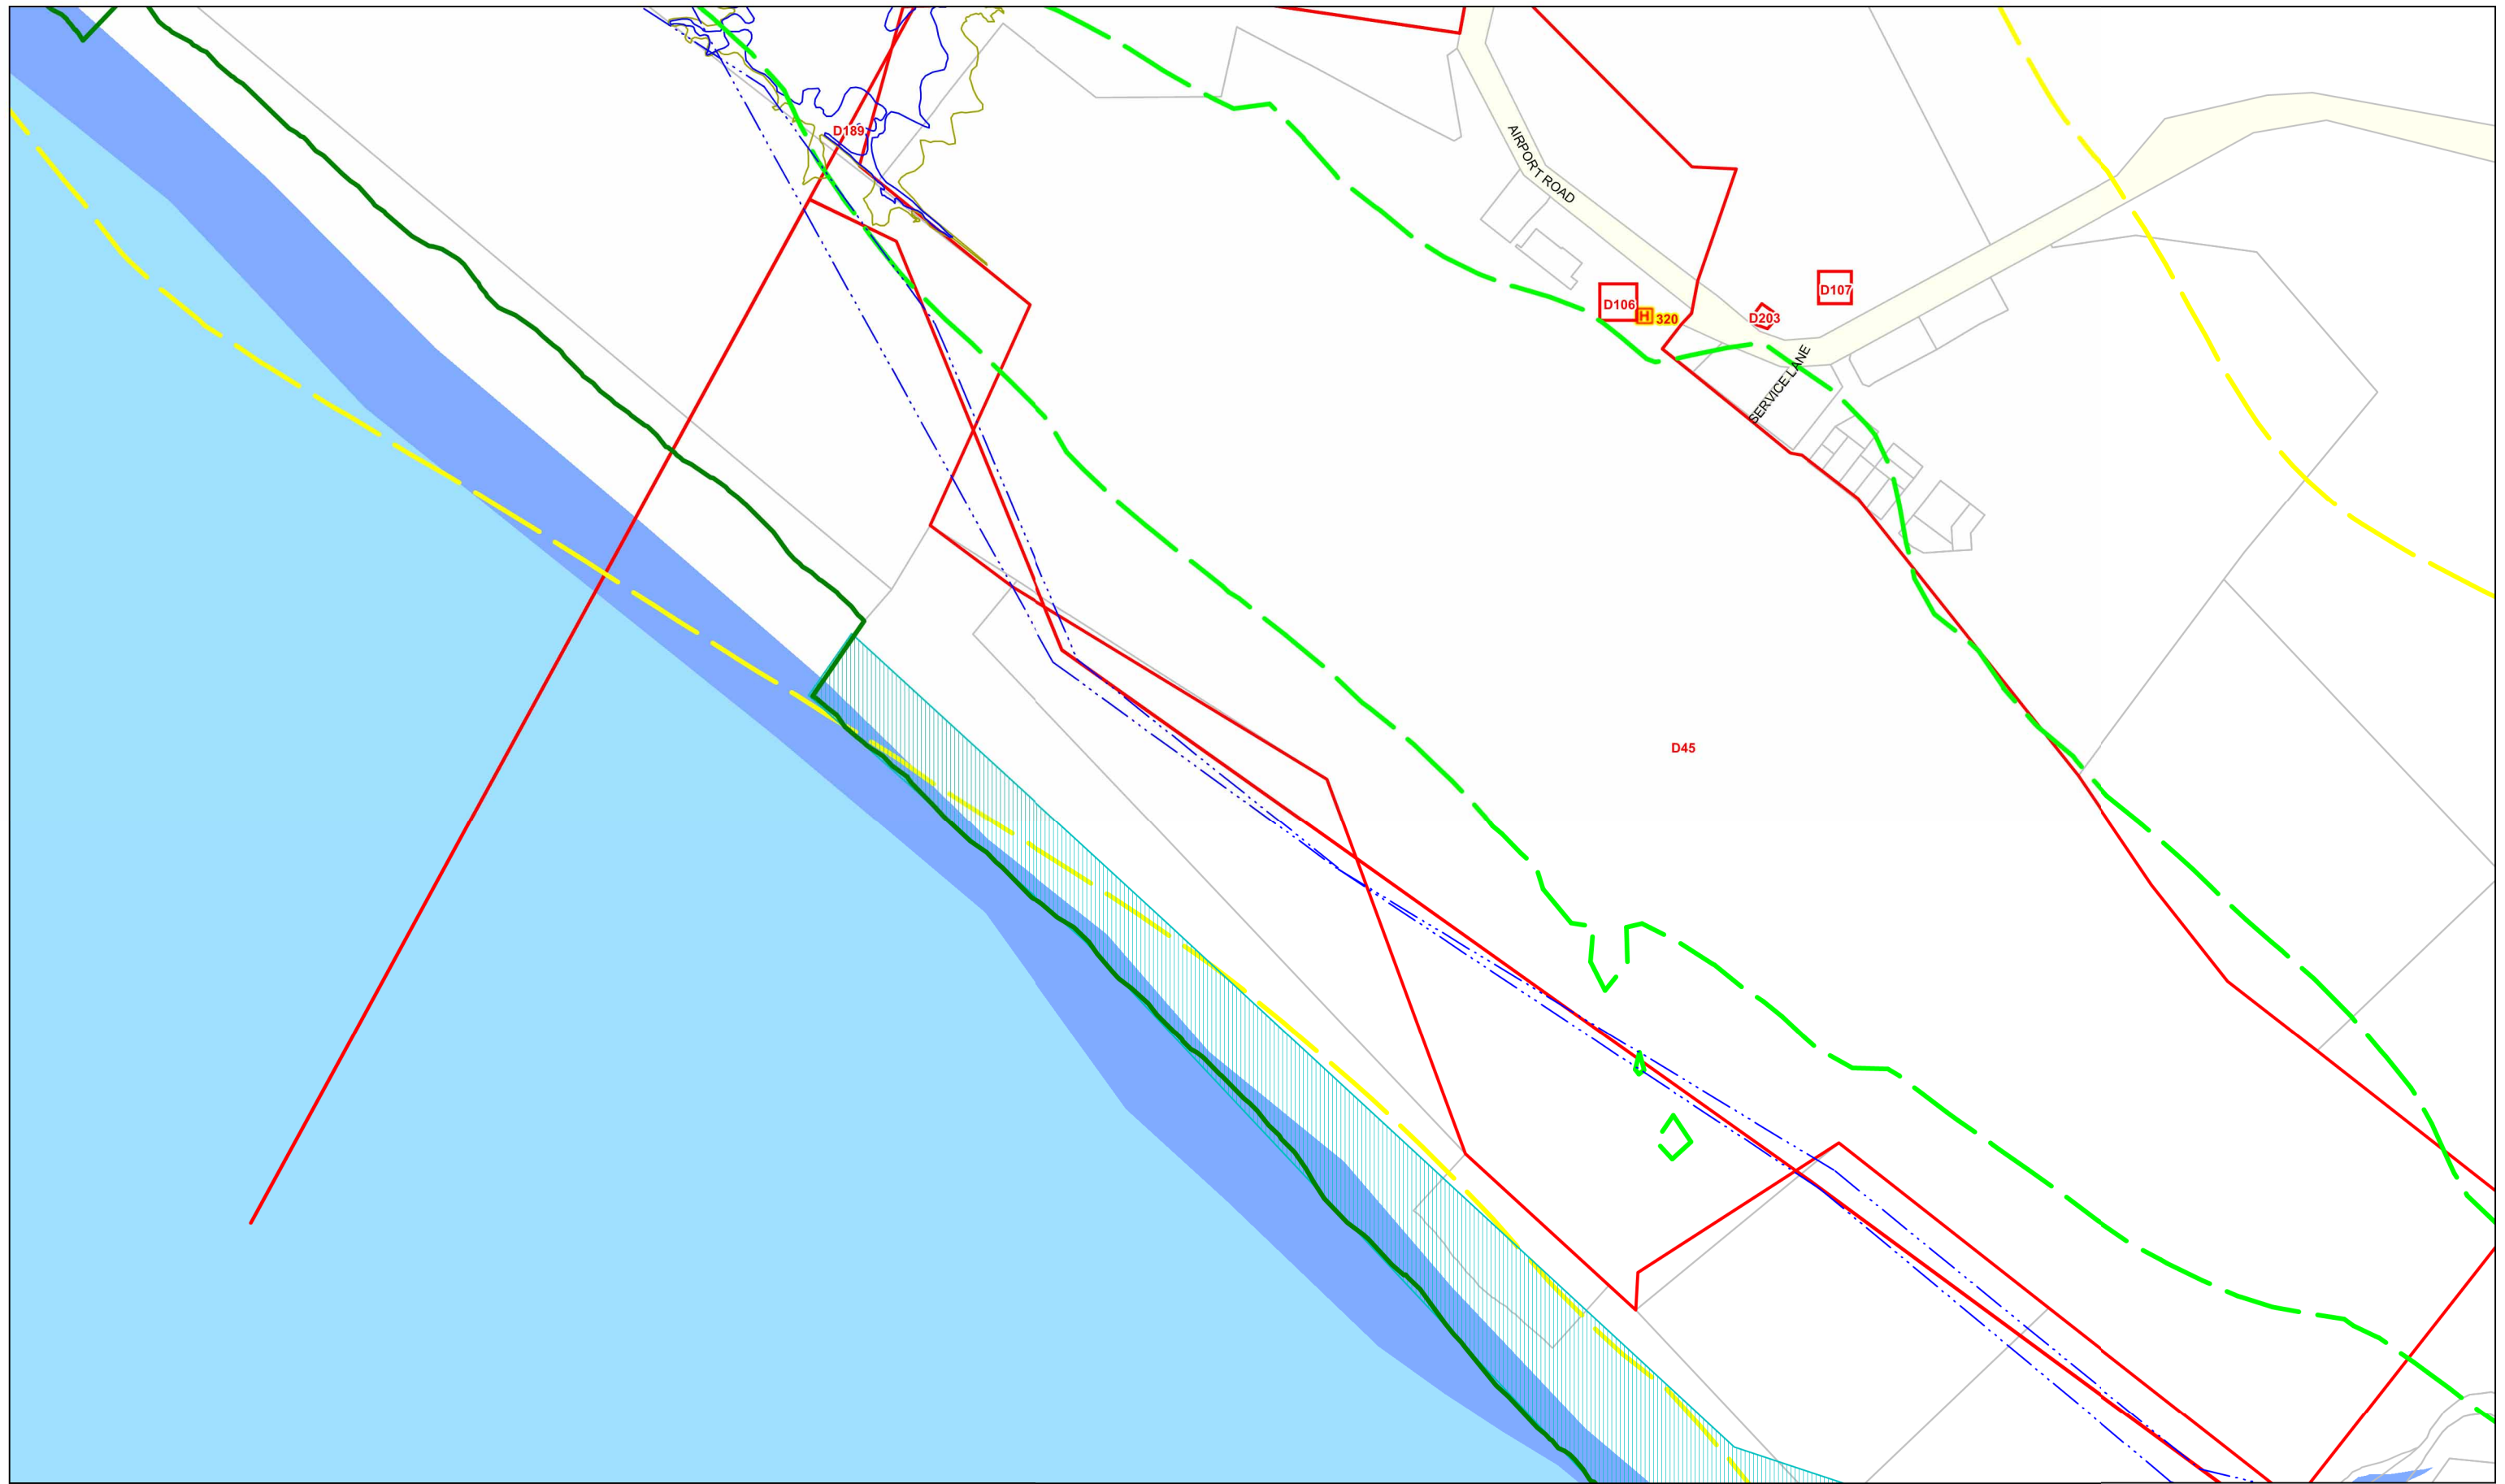 D189
AIRPORT ROAD
D107
D106
H 320
D203
SERVICE LANE
D45